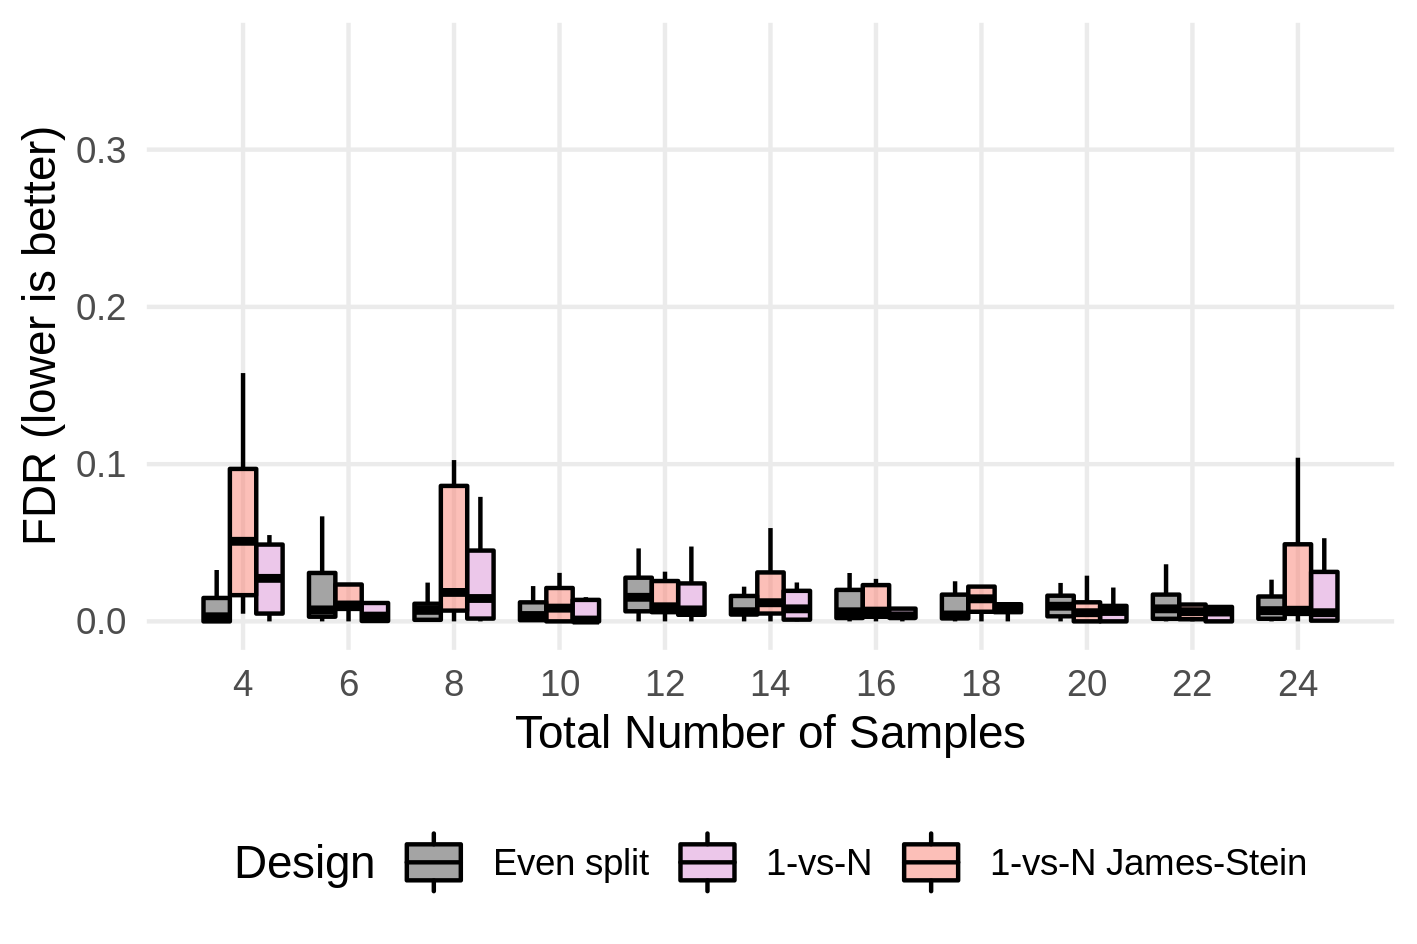 FDR (lower is better)
0.3
0.2
0.1
0.0
4 6 8 10 12 14 16 18 20 22 24
Total Number of Samples
Design Even split 1-vs-N 1-vs-N James-Stein